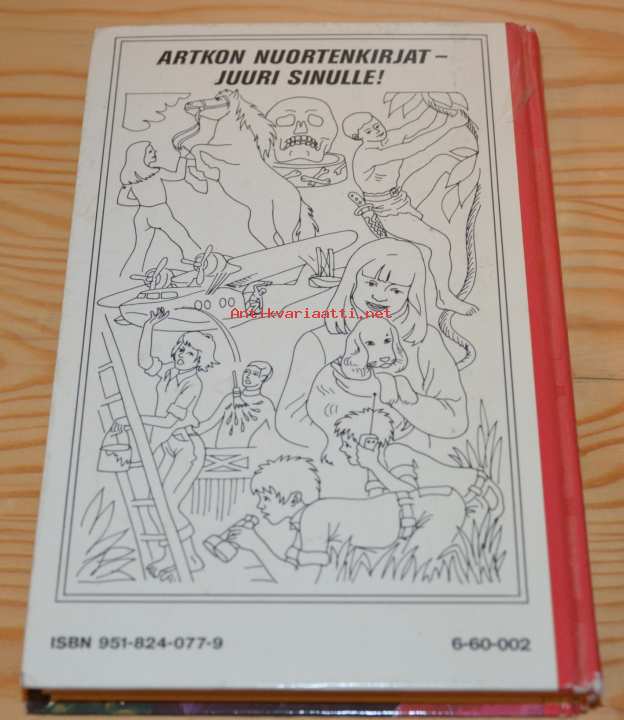 ARTKON NUORTENKIRJAT –
JUURI SINULLE!
Antikvariaatti.net
ISBN 951-824-077-9
6-60-002